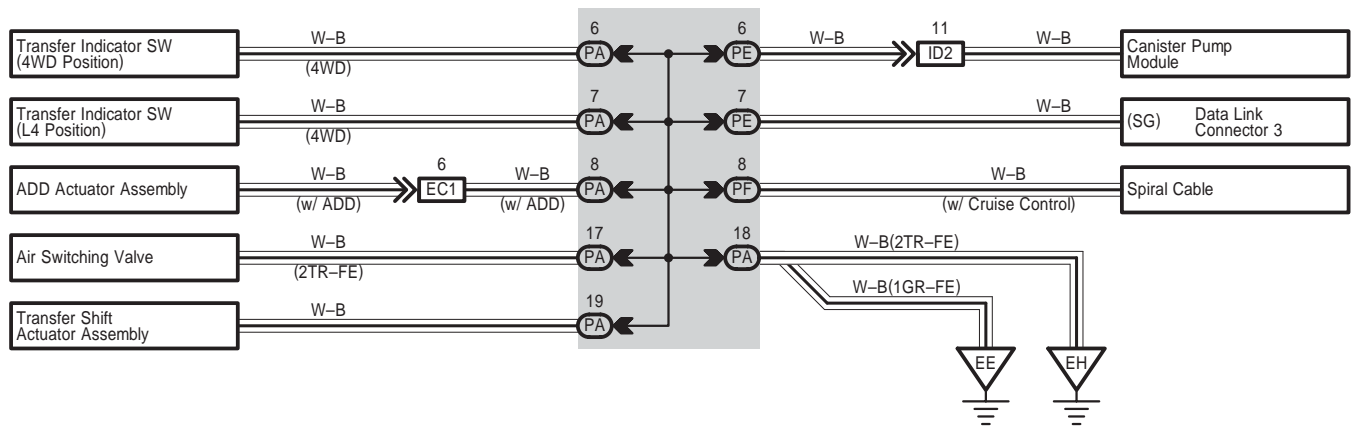 6 6 11
Transfer Indicator SW
(4WD Position)
W–B
(4WD)
PA
PE
W–B
ID2
W–B
Canister Pump
Module
7 7
Transfer Indicator SW
(L4 Position)
W–B
(4WD)
PA
PE
W–B
(SG) Data Link
Connector 3
6 8 8
ADD Actuator Assembly
W–B
(w/ ADD)
EC1
W–B
(w/ ADD)
PA
PF
W–B
(w/ Cruise Control)
Spiral Cable
17 18
Air Switching Valve
W–B
(2TR–FE)
PA
PA
W–B(2TR–FE)
W–B(1GR–FE)
19
Transfer Shift
Actuator Assembly
W–B
PA
EE EH